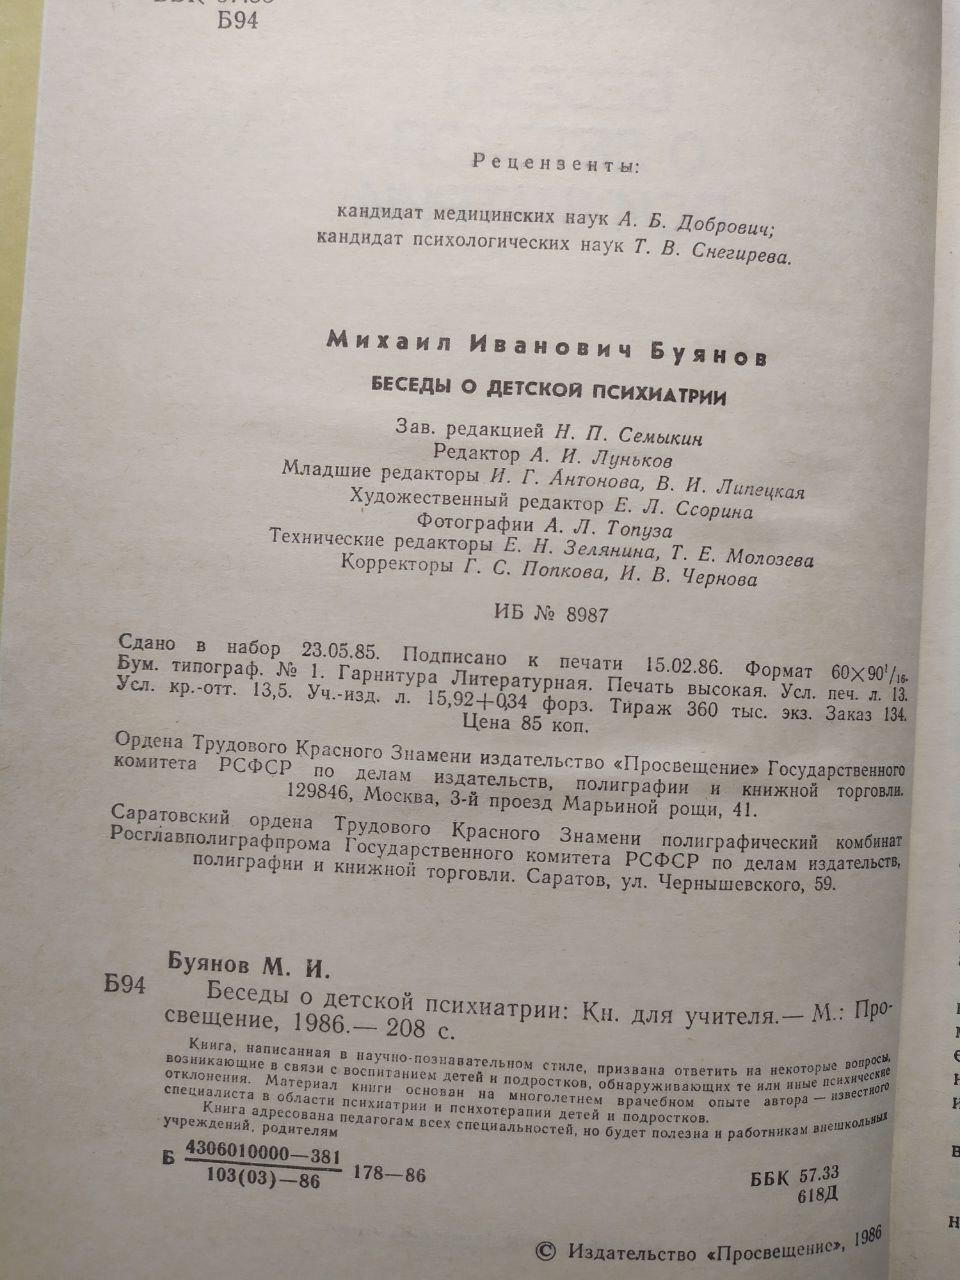 Б94
Рецензенты:
кандидат медицинских наук А. Б. Добрович;
кандидат психологических наук Т. В. Снегирева.
Михаил Иванович Буянов
БЕСЕДЫ О ДЕТСКОЙ ПСИХИАТРИИ
Зав. редакцией Н. П. Семыкин
Редактор А. И. Луньков
Младшие редакторы И. Г. Антонова, В. И. Липецкая
Художественный редактор Е. Л. Ссорина
Фотографии А. Л. Топуза
Технические редакторы Е. Н. Зелянина, Т. Е. Молозева
Корректоры Г. С. Попкова, И. В. Чернова
ИБ № 8987
Сдано в набор 23.05.85. Подписано к печати 15.02.86. Формат 60×90¹/₁₆.
Бум. типограф. № 1. Гарнитура Литературная. Печать высокая. Усл. печ. л. 13.
Усл. кр.-отт. 13,5. Уч.-изд. л. 15,92+0,34 форз. Тираж 360 тыс. экз. Заказ 134.
Цена 85 коп.
Ордена Трудового Красного Знамени издательство «Просвещение» Государственного
комитета РСФСР по делам издательств, полиграфии и книжной торговли.
129846, Москва, 3-й проезд Марьиной рощи, 41.
Саратовский ордена Трудового Красного Знамени полиграфический комбинат
Росглавполиграфпрома Государственного комитета РСФСР по делам издательств,
полиграфии и книжной торговли. Саратов, ул. Чернышевского, 59.
Буянов М. И.
Б94 Беседы о детской психиатрии: Кн. для учителя.— М.: Про-
свещение, 1986.— 208 с.
Книга, написанная в научно-познавательном стиле, призвана ответить на некоторые вопросы,
возникающие в связи с воспитанием детей и подростков, обнаруживающих те или иные психические
отклонения. Материал книги основан на многолетнем врачебном опыте автора — известного
специалиста в области психиатрии и психотерапии детей и подростков.
Книга адресована педагогам всех специальностей, но будет полезна и работникам внешкольных
учреждений, родителям
Б 4306010000—381
103(03)—86 178—86
ББК 57.33
618Д
© Издательство «Просвещение», 1986